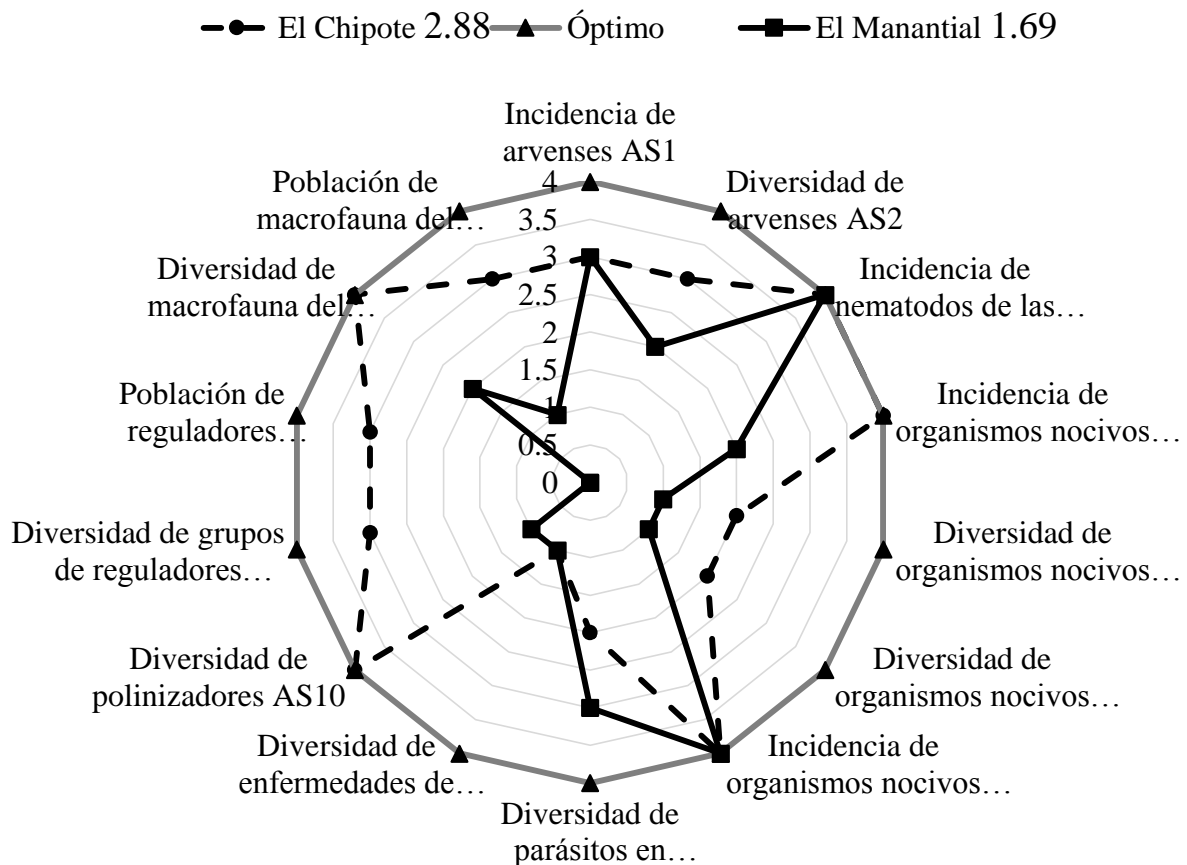 El Chipote 2.88 Óptimo El Manantial 1.69
Incidencia de
arvenses AS1
Diversidad de
arvenses AS2
Incidencia de
nematodos de las…
Incidencia de
organismos nocivos…
Diversidad de
organismos nocivos…
Diversidad de
organismos nocivos…
Incidencia de
organismos nocivos…
Diversidad de
parásitos en…
Diversidad de
enfermedades de…
Diversidad de
polinizadores AS10
Diversidad de grupos
de reguladores…
Población de
reguladores…
Diversidad de
macrofauna del…
Población de
macrofauna del…
4
3.5
3
2.5
2
1.5
1
0.5
0